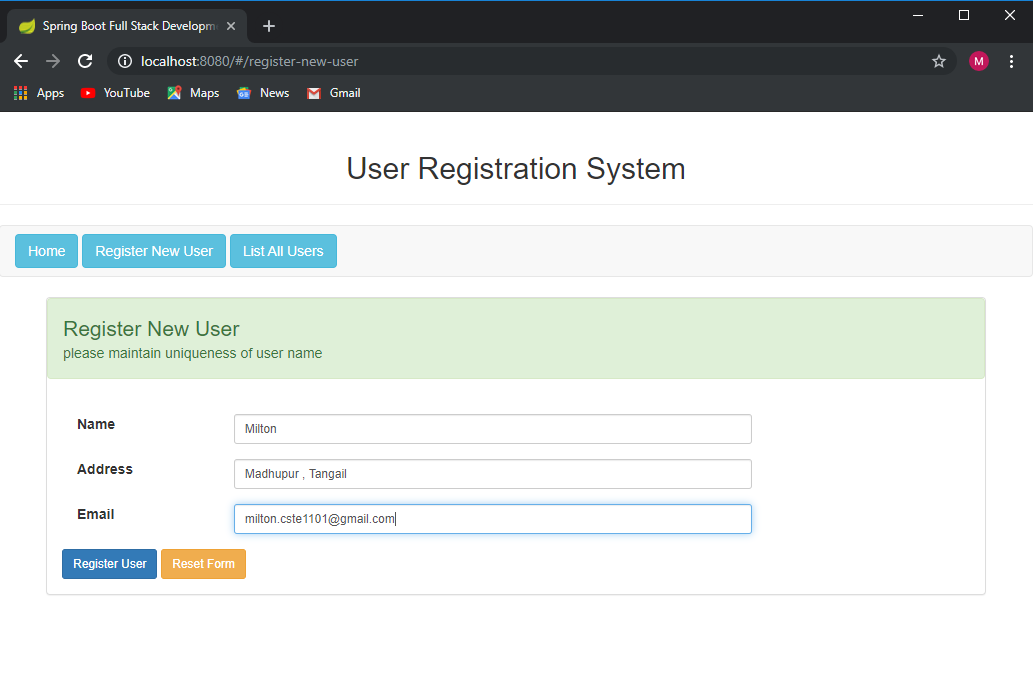 Spring Boot Full Stack Developm
localhost:8080/#/register-new-user
M
Apps YouTube Maps News Gmail
User Registration System
Home Register New User List All Users
Register New User
please maintain uniqueness of user name
Name Milton
Address Madhupur , Tangail
Email milton.cste1101@gmail.com
Register User Reset Form